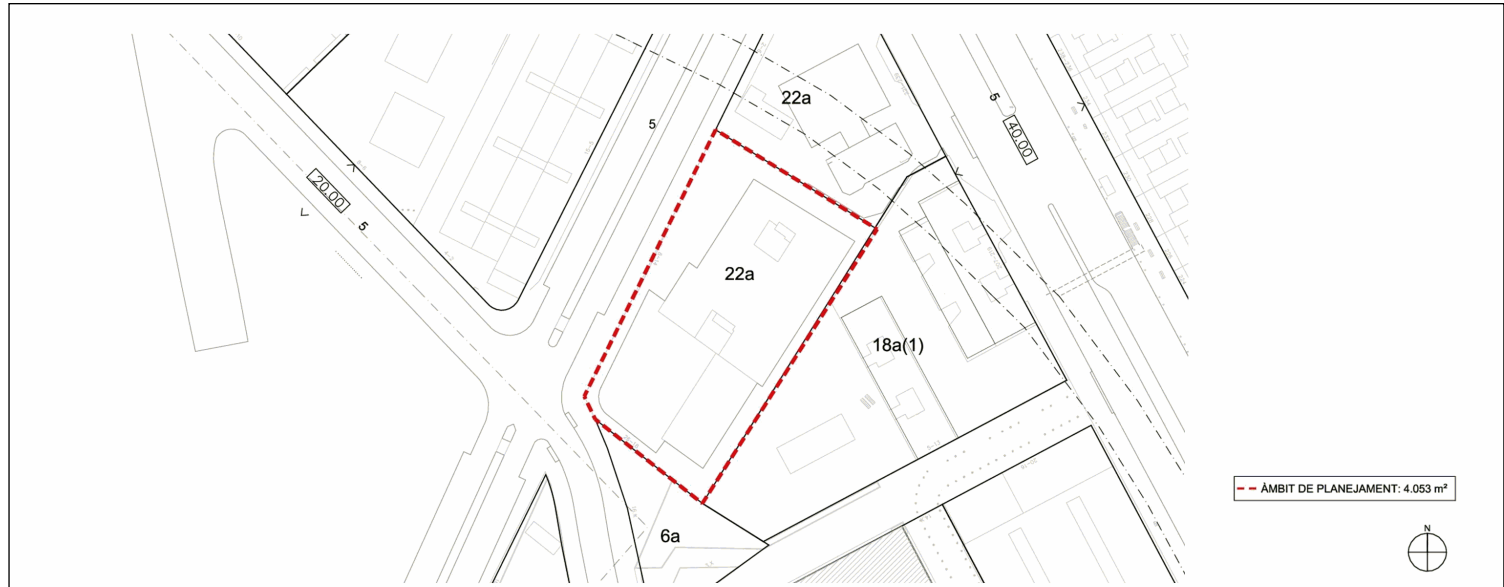 22a
5
5
40.00
20.00
5
22a
18a(1)
ÀMBIT DE PLANEJAMENT: 4.053 m²
N
6a